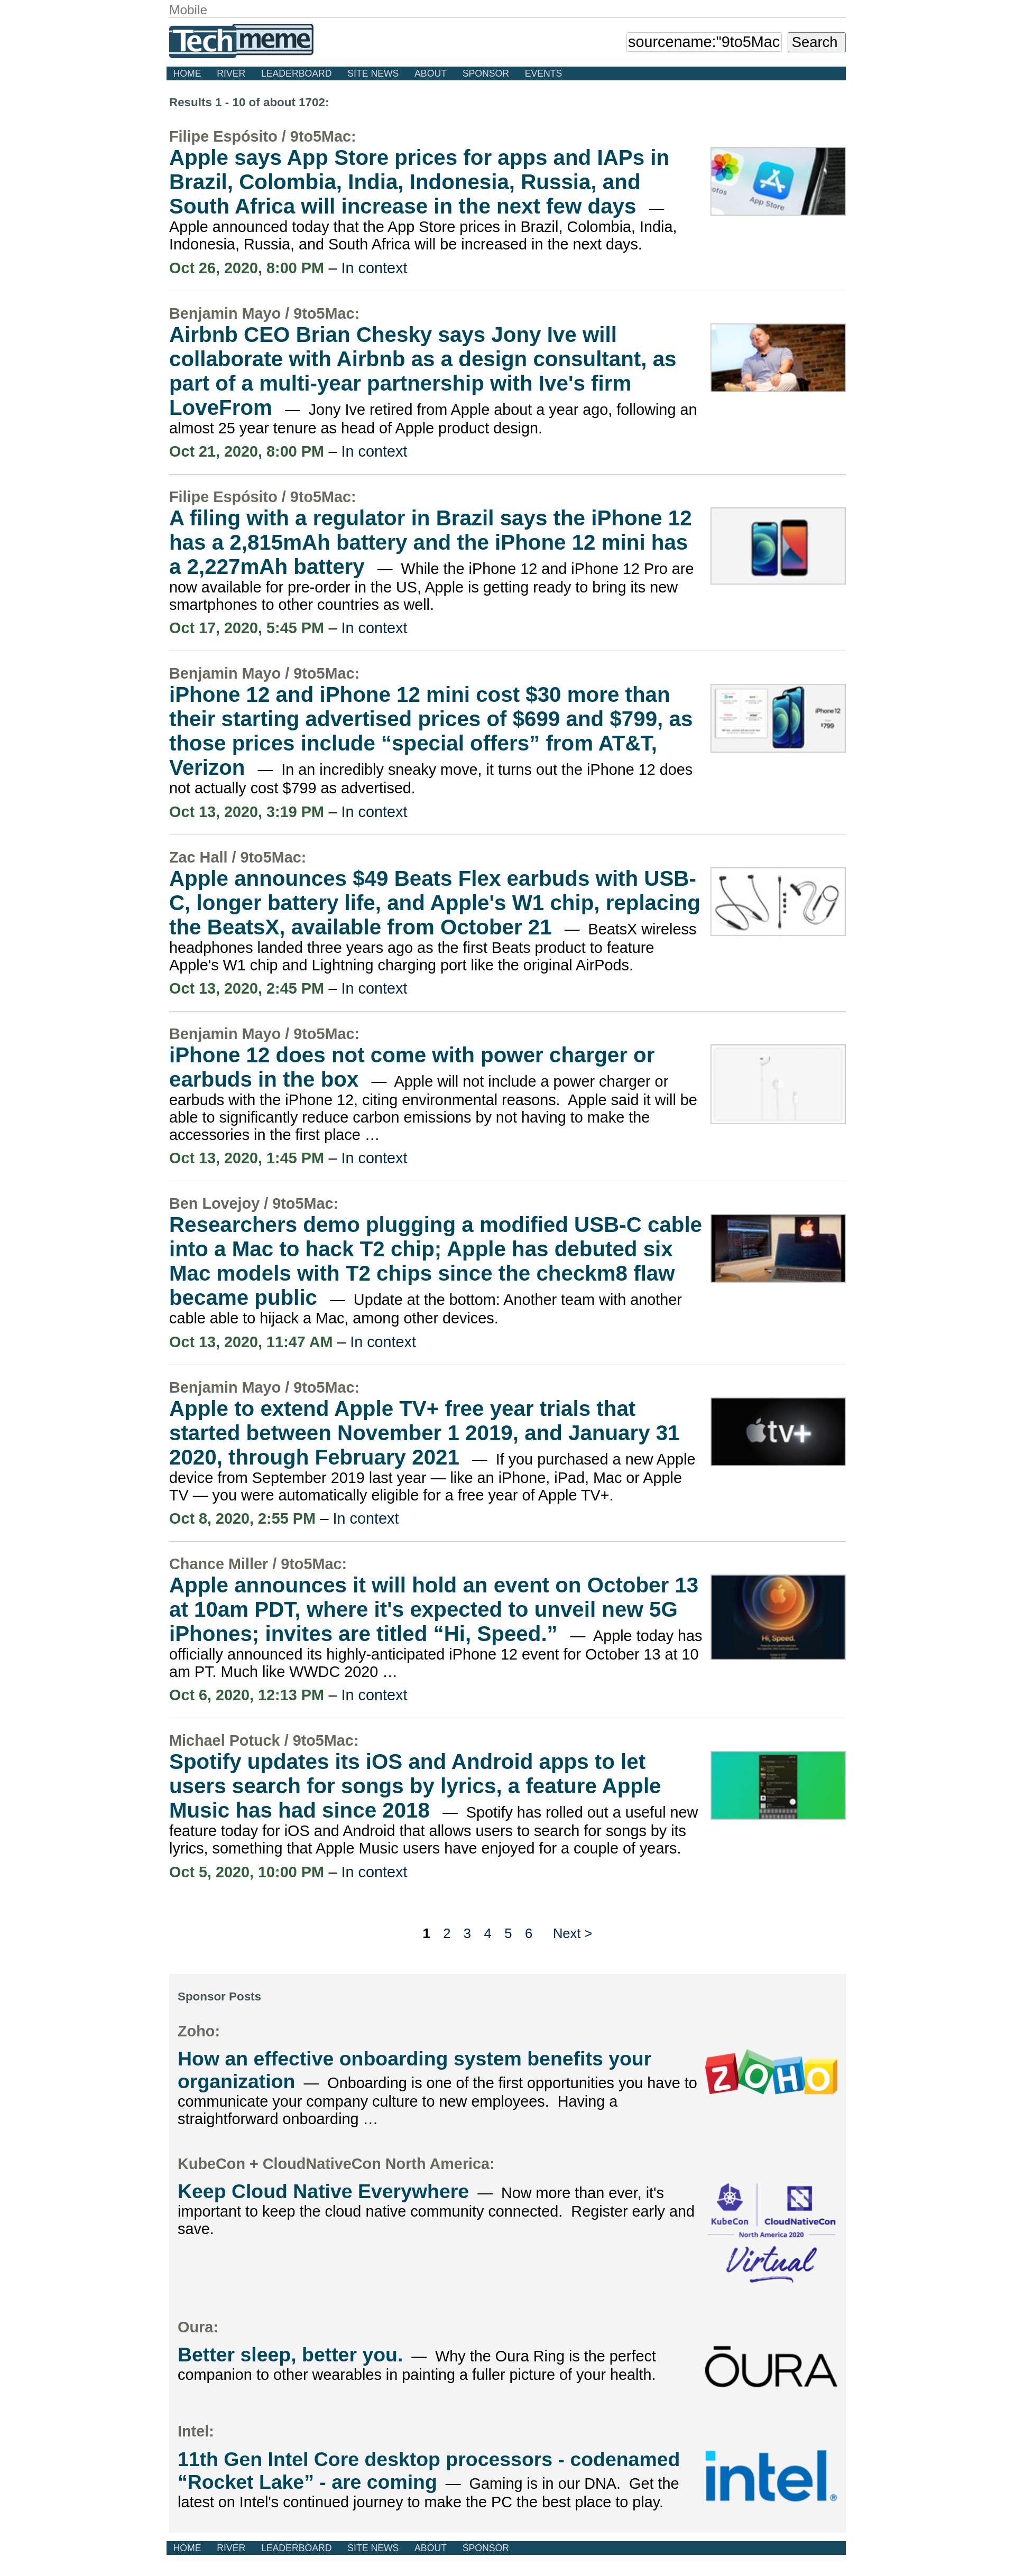 Mobile
Techmeme
sourcename:"9to5Mac
Search
HOME RIVER LEADERBOARD SITE NEWS ABOUT SPONSOR EVENTS
Results 1 - 10 of about 1702:
Filipe Espósito / 9to5Mac:
Apple says App Store prices for apps and IAPs in
Brazil, Colombia, India, Indonesia, Russia, and
South Africa will increase in the next few days —
Apple announced today that the App Store prices in Brazil, Colombia, India,
Indonesia, Russia, and South Africa will be increased in the next days.
Oct 26, 2020, 8:00 PM – In context
otos
App Store
Benjamin Mayo / 9to5Mac:
Airbnb CEO Brian Chesky says Jony Ive will
collaborate with Airbnb as a design consultant, as
part of a multi-year partnership with Ive's firm
LoveFrom — Jony Ive retired from Apple about a year ago, following an
almost 25 year tenure as head of Apple product design.
Oct 21, 2020, 8:00 PM – In context
Filipe Espósito / 9to5Mac:
A filing with a regulator in Brazil says the iPhone 12
has a 2,815mAh battery and the iPhone 12 mini has
a 2,227mAh battery — While the iPhone 12 and iPhone 12 Pro are
now available for pre-order in the US, Apple is getting ready to bring its new
smartphones to other countries as well.
Oct 17, 2020, 5:45 PM – In context
Benjamin Mayo / 9to5Mac:
iPhone 12 and iPhone 12 mini cost $30 more than
their starting advertised prices of $699 and $799, as
those prices include “special offers” from AT&T,
Verizon — In an incredibly sneaky move, it turns out the iPhone 12 does
not actually cost $799 as advertised.
Oct 13, 2020, 3:19 PM – In context
iPhone 12
$799
Zac Hall / 9to5Mac:
Apple announces $49 Beats Flex earbuds with USB-
C, longer battery life, and Apple's W1 chip, replacing
the BeatsX, available from October 21 — BeatsX wireless
headphones landed three years ago as the first Beats product to feature
Apple's W1 chip and Lightning charging port like the original AirPods.
Oct 13, 2020, 2:45 PM – In context
Benjamin Mayo / 9to5Mac:
iPhone 12 does not come with power charger or
earbuds in the box — Apple will not include a power charger or
earbuds with the iPhone 12, citing environmental reasons. Apple said it will be
able to significantly reduce carbon emissions by not having to make the
accessories in the first place …
Oct 13, 2020, 1:45 PM – In context
Ben Lovejoy / 9to5Mac:
Researchers demo plugging a modified USB-C cable
into a Mac to hack T2 chip; Apple has debuted six
Mac models with T2 chips since the checkm8 flaw
became public — Update at the bottom: Another team with another
cable able to hijack a Mac, among other devices.
Oct 13, 2020, 11:47 AM – In context
Benjamin Mayo / 9to5Mac:
Apple to extend Apple TV+ free year trials that
started between November 1 2019, and January 31
2020, through February 2021 — If you purchased a new Apple
device from September 2019 last year — like an iPhone, iPad, Mac or Apple
TV — you were automatically eligible for a free year of Apple TV+.
Oct 8, 2020, 2:55 PM – In context
tv+
Chance Miller / 9to5Mac:
Apple announces it will hold an event on October 13
at 10am PDT, where it's expected to unveil new 5G
iPhones; invites are titled “Hi, Speed.” — Apple today has
officially announced its highly-anticipated iPhone 12 event for October 13 at 10
am PT. Much like WWDC 2020 …
Oct 6, 2020, 12:13 PM – In context
Hi, Speed.
Michael Potuck / 9to5Mac:
Spotify updates its iOS and Android apps to let
users search for songs by lyrics, a feature Apple
Music has had since 2018 — Spotify has rolled out a useful new
feature today for iOS and Android that allows users to search for songs by its
lyrics, something that Apple Music users have enjoyed for a couple of years.
Oct 5, 2020, 10:00 PM – In context
1 2 3 4 5 6 Next >
Sponsor Posts
Zoho:
How an effective onboarding system benefits your
organization — Onboarding is one of the first opportunities you have to
communicate your company culture to new employees. Having a
straightforward onboarding …
ZOHO
KubeCon + CloudNativeCon North America:
Keep Cloud Native Everywhere — Now more than ever, it's
important to keep the cloud native community connected. Register early and
save.
KubeCon CloudNativeCon
North America 2020
Virtual
Oura:
Better sleep, better you. — Why the Oura Ring is the perfect
companion to other wearables in painting a fuller picture of your health.
ŌURA
Intel:
11th Gen Intel Core desktop processors - codenamed
“Rocket Lake” - are coming — Gaming is in our DNA. Get the
latest on Intel's continued journey to make the PC the best place to play.
intel®
HOME RIVER LEADERBOARD SITE NEWS ABOUT SPONSOR